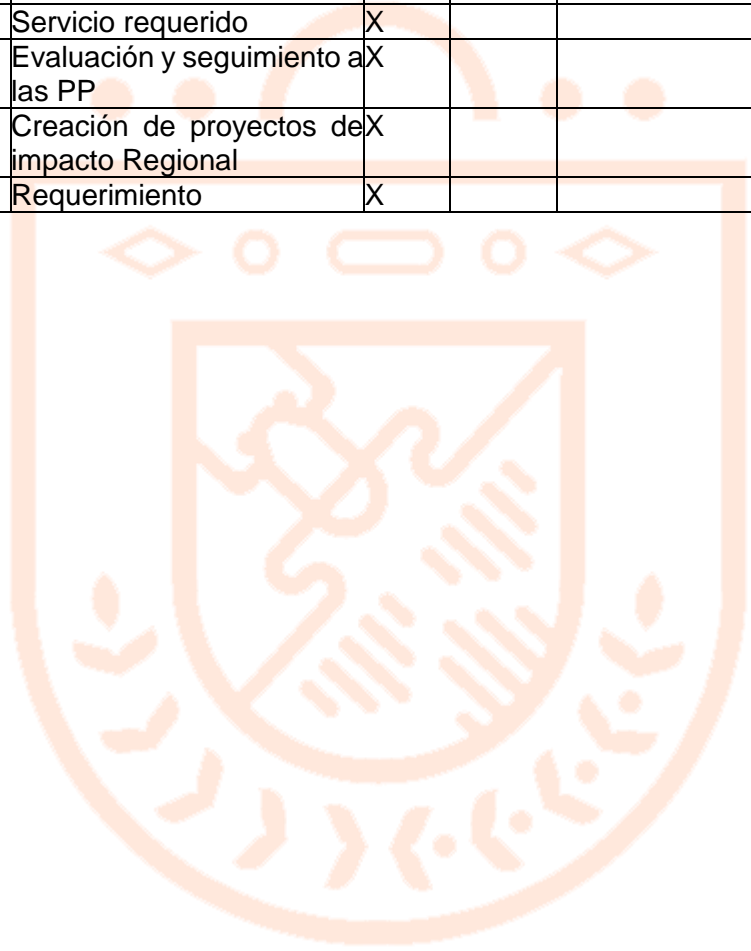 Servicio requerido X
Evaluación y seguimiento a X
las PP
Creación de proyectos de X
impacto Regional
Requerimiento X